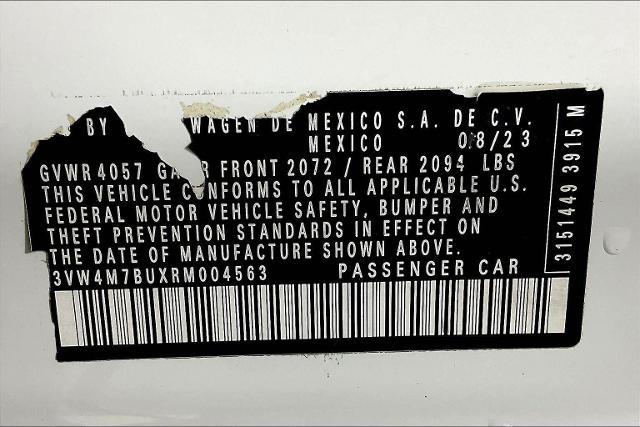 BY WAGEN DE MEXICO S.A. DE C.V.
MEXICO 08/23
GVWR 4057 GA R FRONT 2072 / REAR 2094 LBS
THIS VEHICLE C NFORMS TO ALL APPLICABLE U.S.
FEDERAL MOTOR VEHICLE SAFETY, BUMPER AND
THEFT PREVENTION STANDARDS IN EFFECT ON
THE DATE OF MANUFACTURE SHOWN ABOVE.
3VW4M7BUXRM004563 PASSENGER CAR
3151449 3915 M